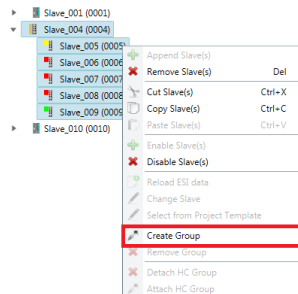 Slave_001 (0001)
Slave_004 (0004)
Slave_005 (0005)
Slave_006 (0006
Slave_007 (0007
Slave_008 (0008
Slave_009 (0009
Slave_010 (0010)
Append Slave(s)
Remove Slave(s) Del
Cut Slave(s) Ctrl+X
Copy Slave(s) Ctrl+C
Paste Slave(s) Ctrl+V
Enable Slave(s)
Disable Slave(s)
Reload ESI data
Change Slave
Select from Project Template
Create Group
Remove Group
Detach HC Group
Attach HC Group